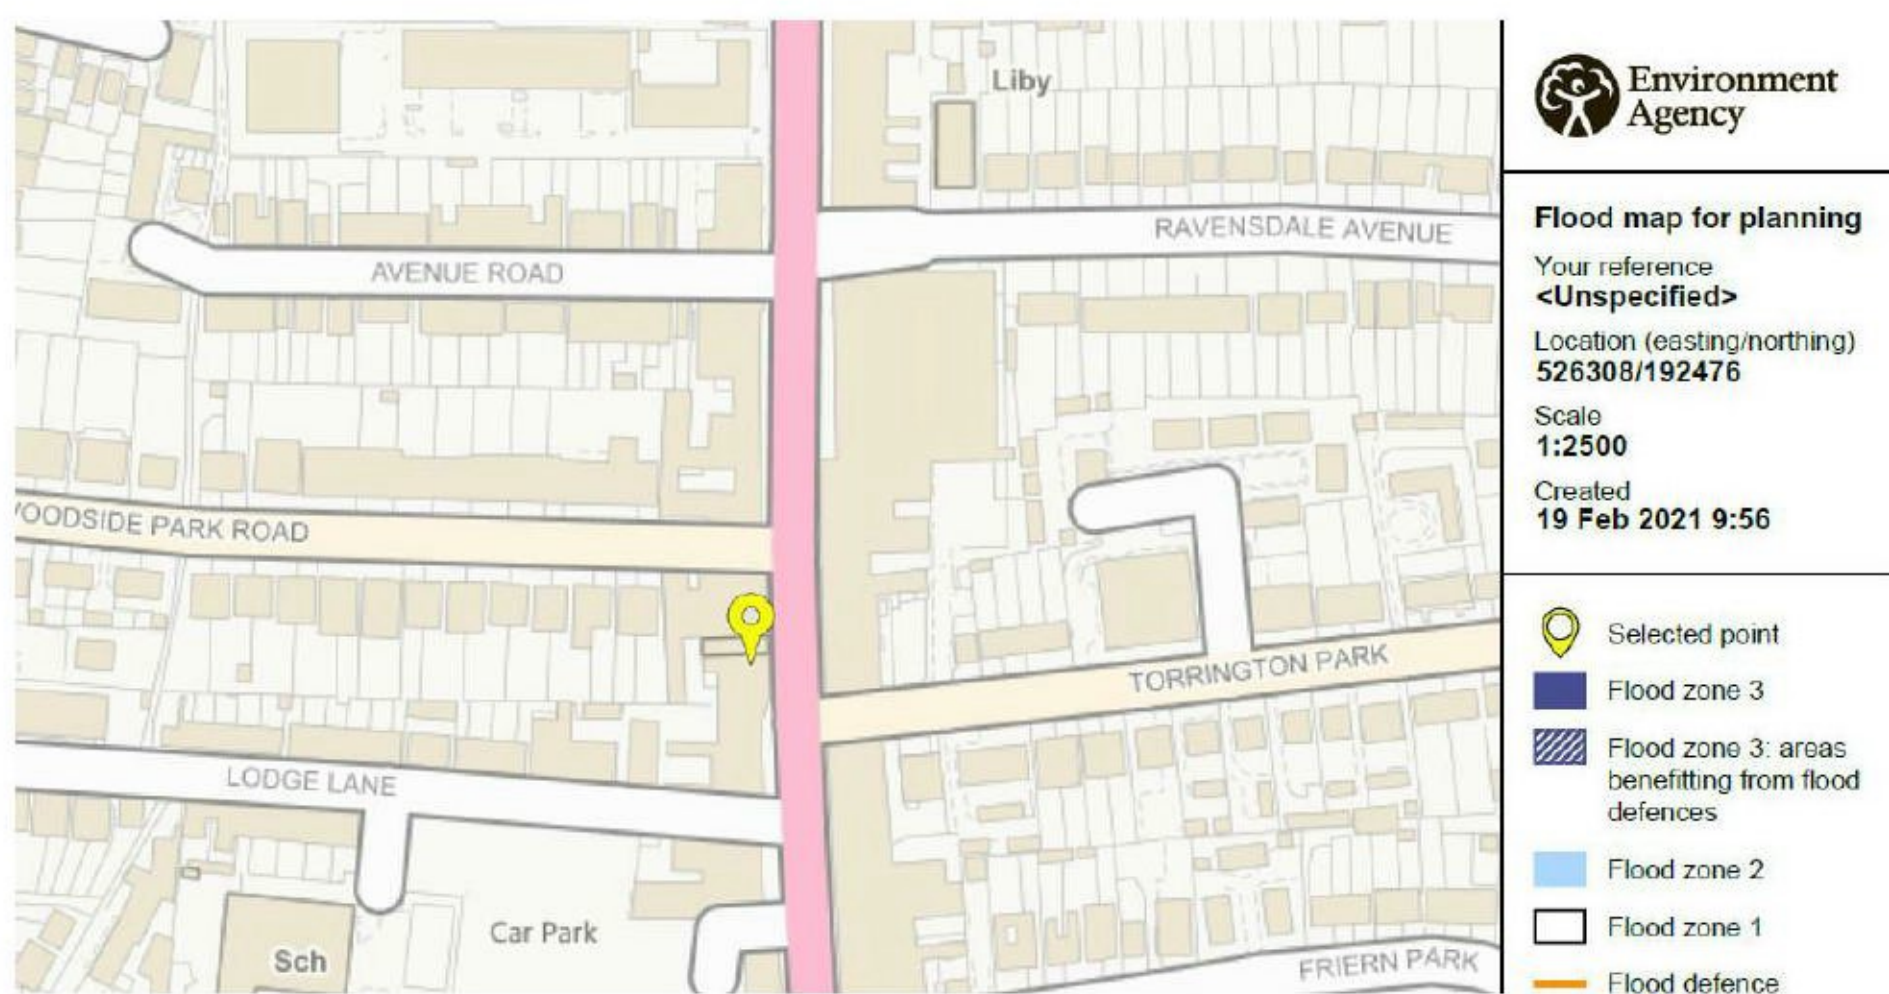 Liby
RAVENSDALE AVENUE
AVENUE ROAD
WOODSIDE PARK ROAD
TORRINGTON PARK
LODGE LANE
Car Park
Sch
FRIERN PARK
Environment
Agency
Flood map for planning
Your reference
<Unspecified>
Location (easting/northing)
526308/192476
Scale
1:2500
Created
19 Feb 2021 9:56
Selected point
Flood zone 3
Flood zone 3: areas
benefitting from flood
defences
Flood zone 2
Flood zone 1
Flood defence